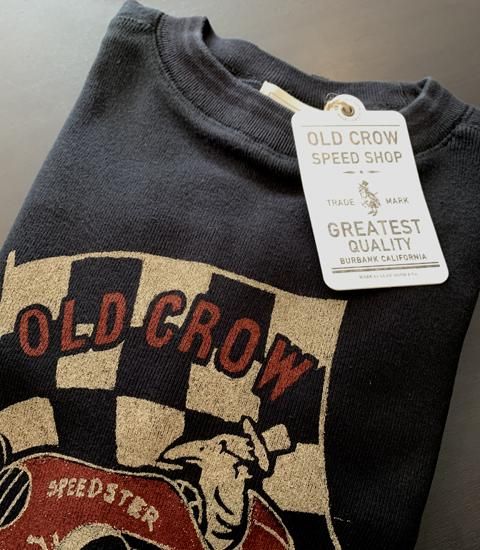 OLD CROW
SPEED SHOP
TRADE MARK
GREATEST
QUALITY
BURBANK CALIFORNIA
OLD CROW
SPEEDSTER